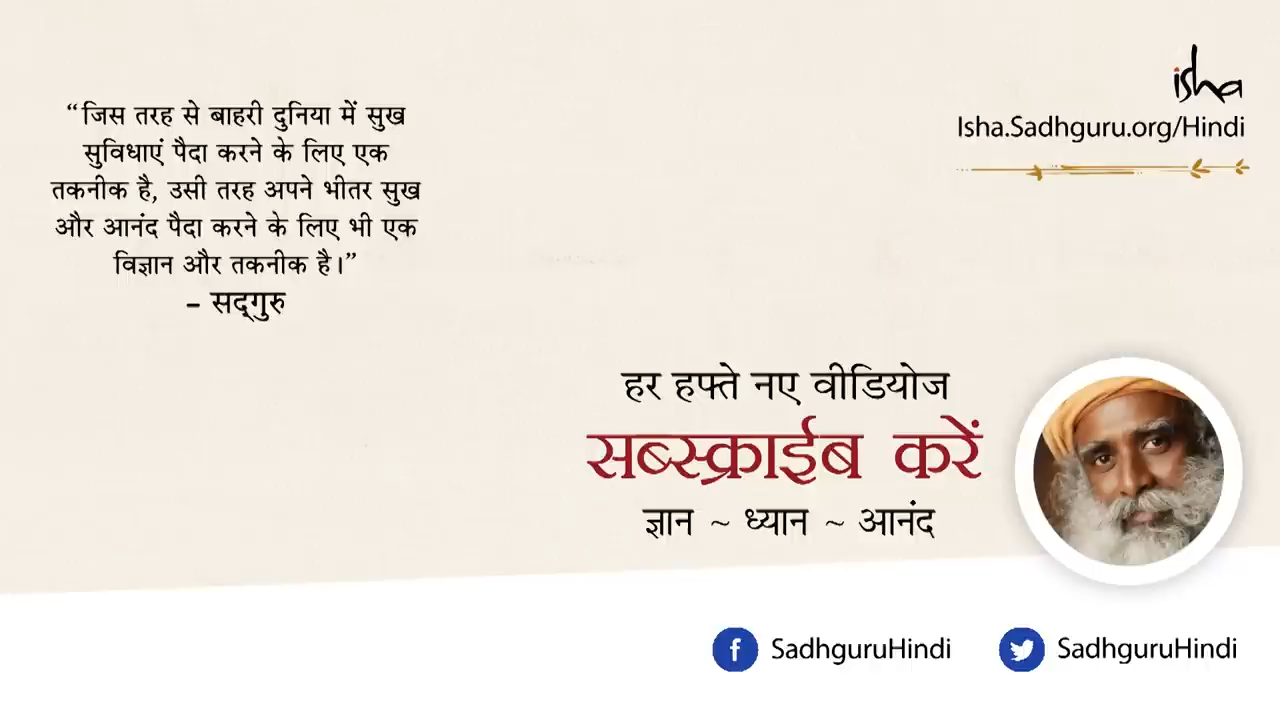 “जिस तरह से बाहरी दुनिया में सुख
सुविधाएं पैदा करने के लिए एक
तकनीक है, उसी तरह अपने भीतर सुख
और आनंद पैदा करने के लिए भी एक
विज्ञान और तकनीक है।”
– सद्‌गुरु
isha
Isha.Sadhguru.org/Hindi
हर हफ्ते नए वीडियोज
सब्स्क्राईब करें
ज्ञान ~ ध्यान ~ आनंद
SadhguruHindi
SadhguruHindi